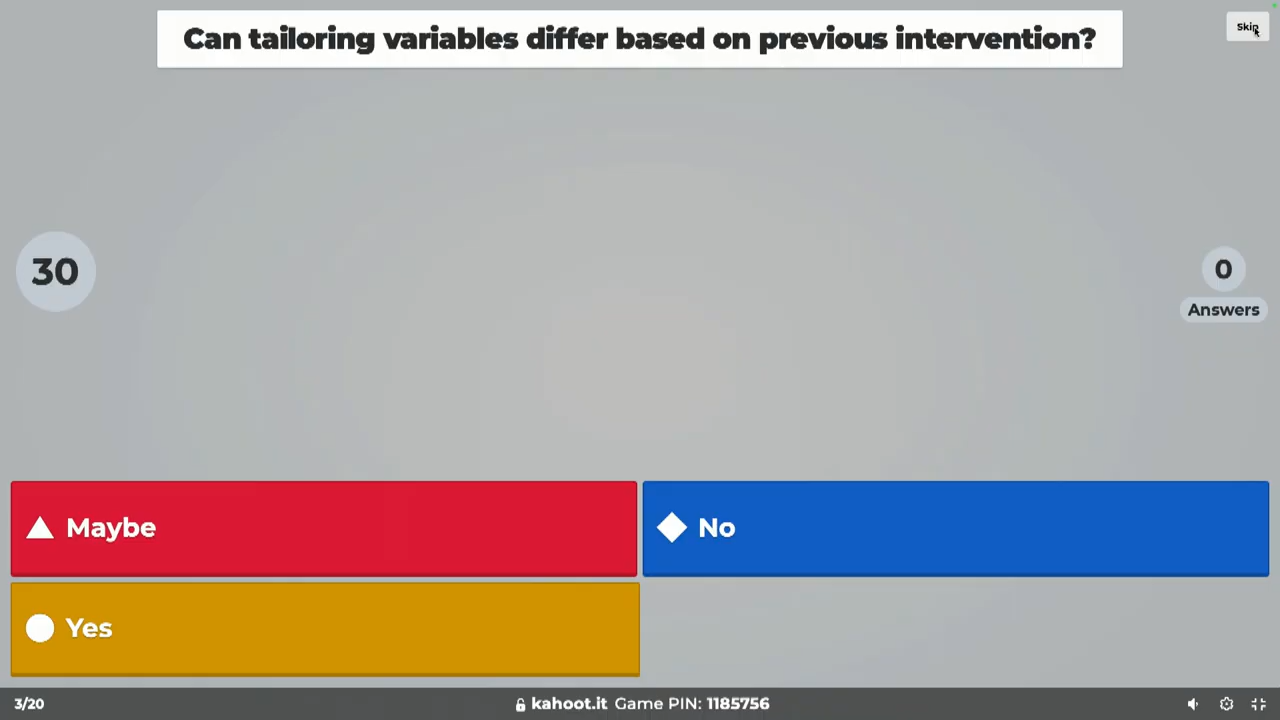 Can tailoring variables differ based on previous intervention?
Skip
30
0
Answers
Maybe
No
Yes
3/20
kahoot.it Game PIN: 1185756